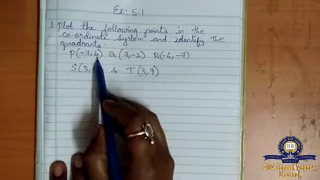 Ex: 5.1
1. Plot the following points in the
co-ordinate system and identify the
quadrants.
P(-7,6) Q(7,-2) R(-6,-7)
S(3, & T(3,9)